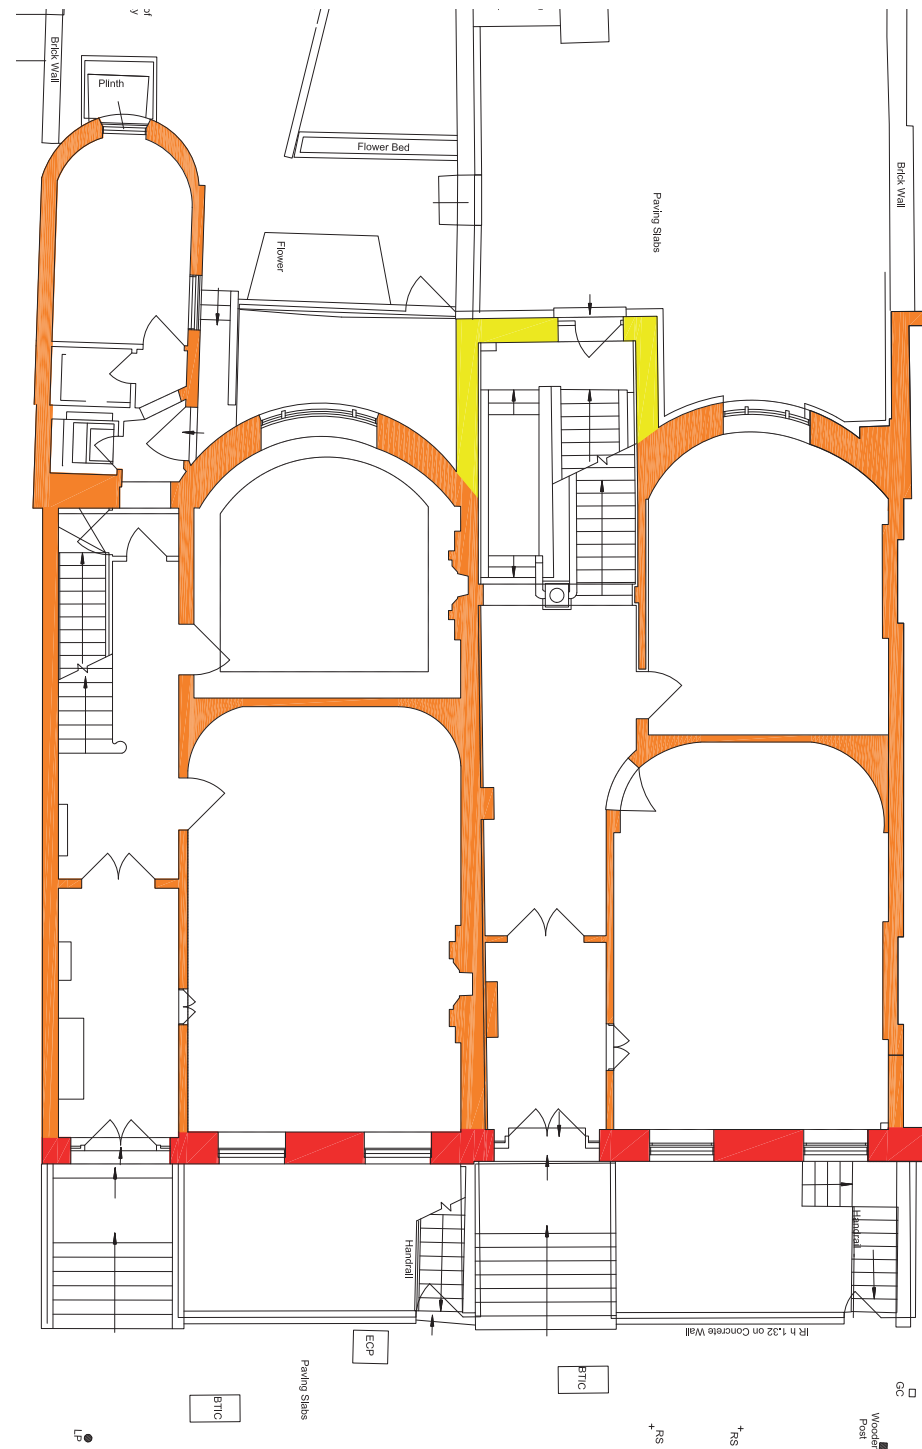 of
y
Brick Wall
Plinth
Flower Bed
Brick Wall
Paving Slabs
Flower
Handrail
Handrail
IR h 1.32 on Concrete Wall
ECP
Paving Slabs
BTIC
BTIC
GC
LP
RS
RS
Wooden
Post